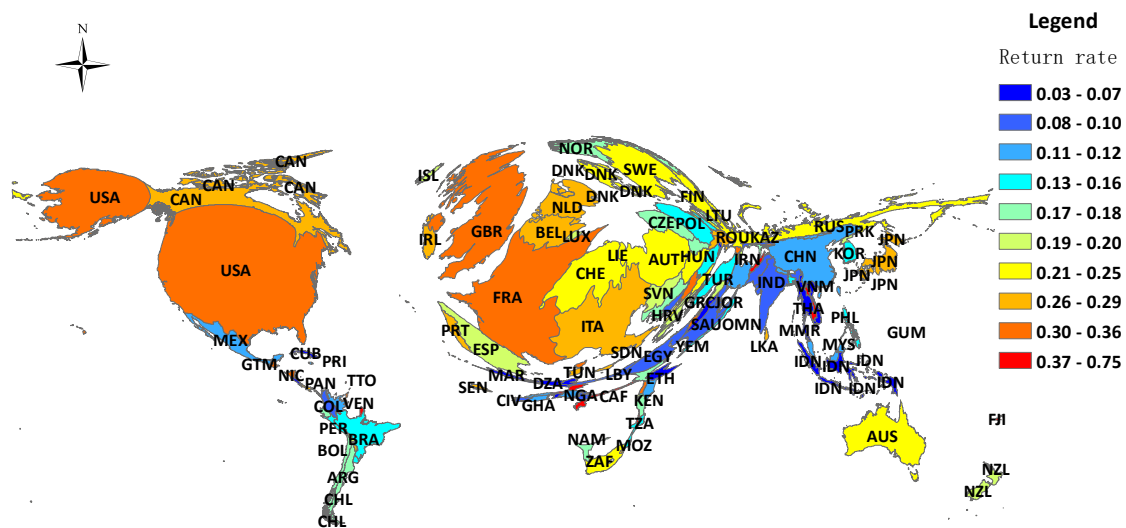 N
Legend
Return rate
0.03 - 0.07
0.08 - 0.10
0.11 - 0.12
0.13 - 0.16
0.17 - 0.18
0.19 - 0.20
0.21 - 0.25
0.26 - 0.29
0.30 - 0.36
0.37 - 0.75
CAN
CAN
CAN
CAN
USA
USA
MEX
GTM
CUB
PRI
NIC
PAN
TTO
COL
VEN
PER
BRA
BOL
ARG
CHL
CHL
ISL
NOR
DNK
DNK
DNK
DNK
SWE
FIN
NLD
LTU
IRL
GBR
BEL
LUX
CZE
POL
ROU
KAZ
RUS
PRK
JPN
LIE
CHE
AUT
HUN
IRN
CHN
KOR
JPN
JPN
JPN
FRA
SVN
TUR
IND
VNM
HRV
GRC
JOR
THA
PRT
ITA
SAU
OMN
MMR
PHL
GUM
ESP
SDN
EGY
YEM
LKA
MYS
MAR
TUN
LBY
IDN
IDN
IDN
SEN
DZA
ETH
IDN
IDN
IDN
CIV
GHA
NGA
CAF
KEN
TZA
NAM
MOZ
ZAF
AUS
FJI
NZL
NZL